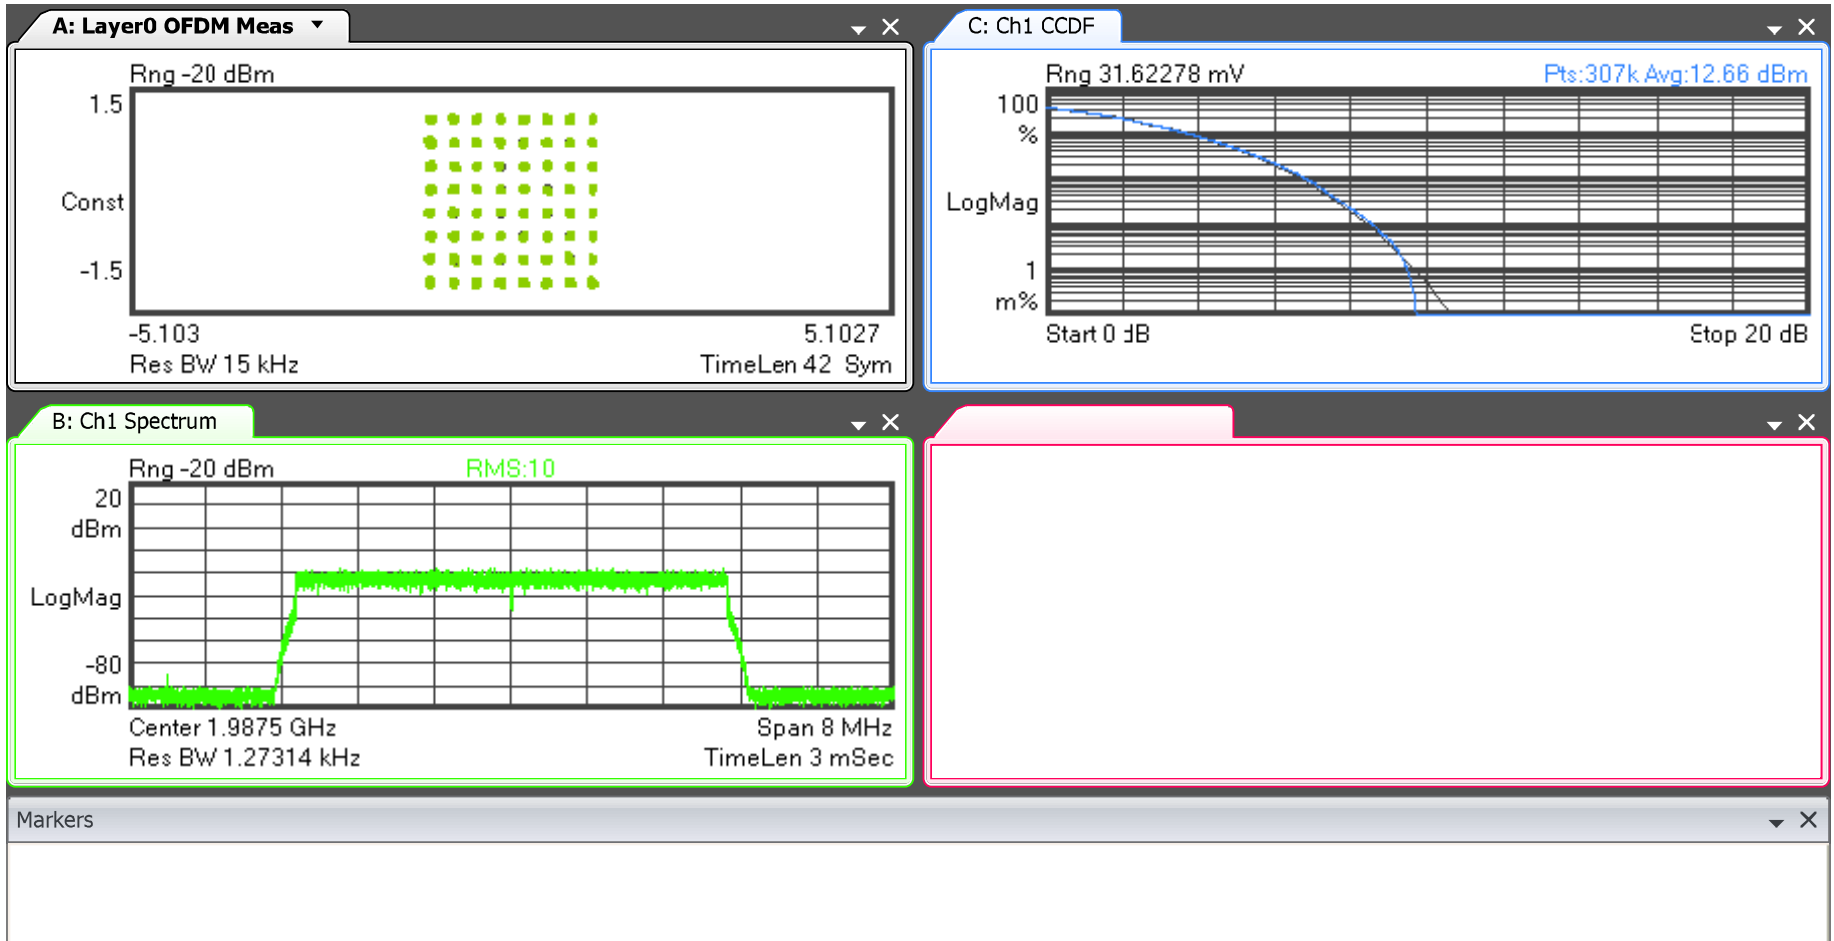 A: Layer0 OFDM Meas
Rng -20 dBm
1.5
Const
-1.5
-5.103 5.1027
Res BW 15 kHz TimeLen 42 Sym
C: Ch1 CCDF
Rng 31.62278 mV Pts:307k Avg:12.66 dBm
100
%
LogMag
1
m%
Start 0 dB Stop 20 dB
B: Ch1 Spectrum
Rng -20 dBm RMS:10
20
dBm
LogMag
-80
dBm
Center 1.9875 GHz Span 8 MHz
Res BW 1.27314 kHz TimeLen 3 mSec
Markers